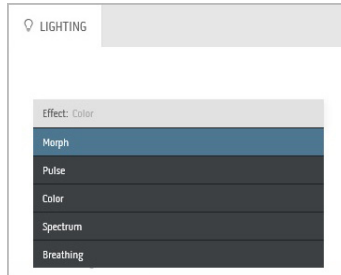 LIGHTING
Effect: Color
Morph
Pulse
Color
Spectrum
Breathing